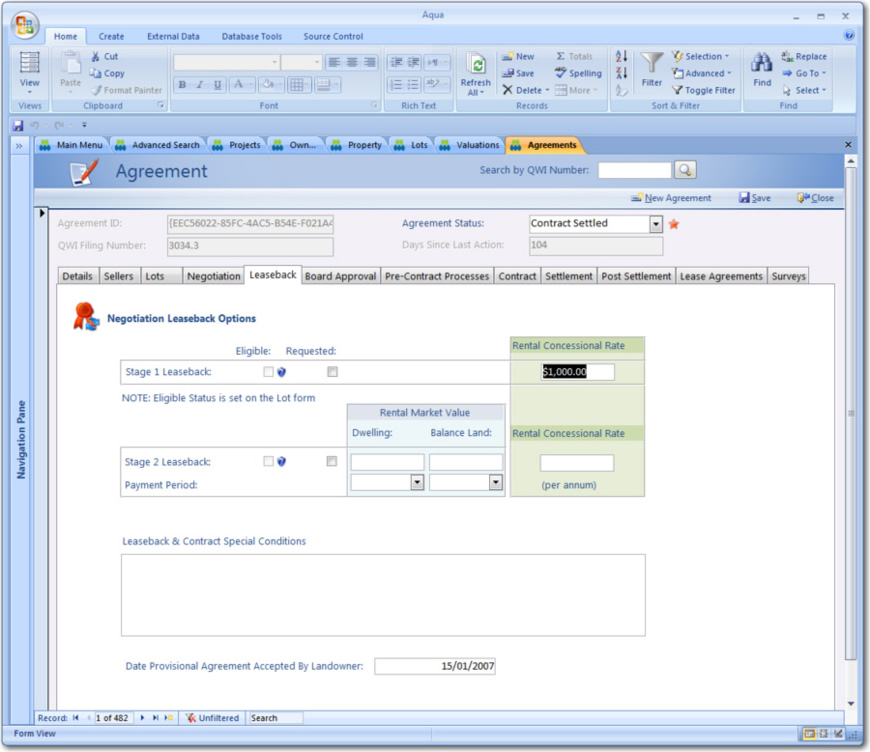 Aqua
Home Create External Data Database Tools Source Control
View
Views
Paste
Cut
Copy
Format Painter
Clipboard
B I U A
Font
Rich Text
Refresh All
New Σ Totals
Save Spelling
Delete More
Records
Filter
Selection
Advanced
Toggle Filter
Sort & Filter
Find
Replace
Go To
Select
Find
Main Menu Advanced Search Projects Own... Property Lots Valuations Agreements
Agreement
Search by QWI Number:
New Agreement Save Close
Agreement ID: {EEC56022-85FC-4AC5-B54E-F021A4 Agreement Status: Contract Settled
QWI Filing Number: 3034.3 Days Since Last Action: 104
Details Sellers Lots Negotiation Leaseback Board Approval Pre-Contract Processes Contract Settlement Post Settlement Lease Agreements Surveys
Negotiation Leaseback Options
Rental Concessional Rate
Eligible: Requested:
Stage 1 Leaseback: $1,000.00
NOTE: Eligible Status is set on the Lot form
Rental Market Value
Dwelling: Balance Land: Rental Concessional Rate
Stage 2 Leaseback:
Payment Period: (per annum)
Leaseback & Contract Special Conditions
Date Provisional Agreement Accepted By Landowner: 15/01/2007
Navigation Pane
Record: 1 of 482 Unfiltered Search
Form View